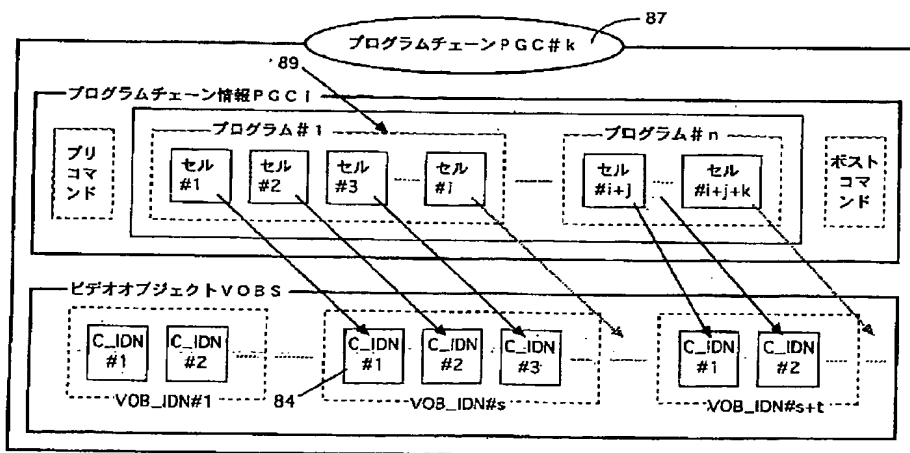 87
プログラムチェーンPGC#k
89
プログラムチェーン情報PGCI
プログラム#1
プログラム#n
プリ
コマ
ンド
セル
#1
セル
#2
セル
#3
セル
#i
セル
#i+j
セル
#i+j+k
ポスト
コマ
ンド
ビデオオブジェクトVOBS
C_IDN
#1
C_IDN
#2
C_IDN
#1
C_IDN
#2
C_IDN
#3
C_IDN
#1
C_IDN
#2
VOB_IDN#1
84
VOB_IDN#s
VOB_IDN#s+t